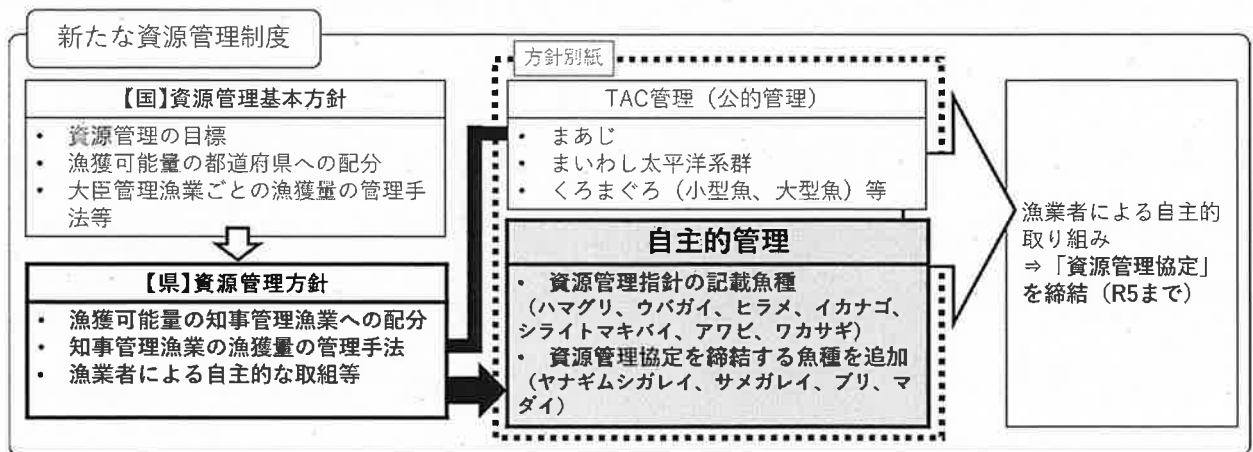 新たな資源管理制度
【国】資源管理基本方針
・ 資源管理の目標
・ 漁獲可能量の都道府県への配分
・ 大臣管理漁業ごとの漁獲量の管理手
法等
【県】資源管理方針
・ 漁獲可能量の知事管理漁業への配分
・ 知事管理漁業の漁獲量の管理手法
・ 漁業者による自主的な取組等
方針別紙
TAC管理（公的管理）
・ まあじ
・ まいわし太平洋系群
・ くろまぐろ（小型魚、大型魚）等
自主的管理
・ 資源管理指針の記載魚種
（ハマグリ、ウバガイ、ヒラメ、イカナゴ、
シライトマキバイ、アワビ、ワカサギ）
・ 資源管理協定を締結する魚種を追加
（ヤナギムシガレイ、サメガレイ、ブリ、マ
ダイ）
漁業者による自主的
取り組み
⇒「資源管理協定」
を締結（R5まで）